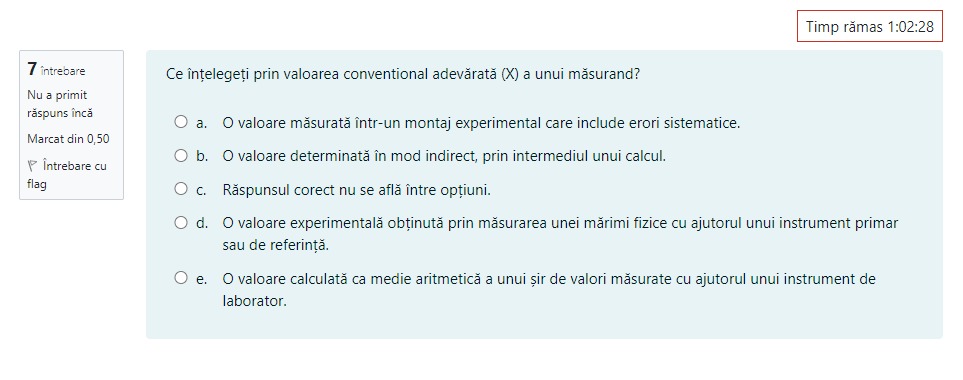 Timp rămas 1:02:28
7 întrebare
Nu a primit
răspuns încă
Marcat din 0,50
Întrebare cu
flag
Ce înțelegeți prin valoarea conventional adevărată (X) a unui măsurand?
a. O valoare măsurată într-un montaj experimental care include erori sistematice.
b. O valoare determinată în mod indirect, prin intermediul unui calcul.
c. Răspunsul corect nu se află între opțiuni.
d. O valoare experimentală obținută prin măsurarea unei mărimi fizice cu ajutorul unui instrument primar
sau de referință.
e. O valoare calculată ca medie aritmetică a unui șir de valori măsurate cu ajutorul unui instrument de
laborator.